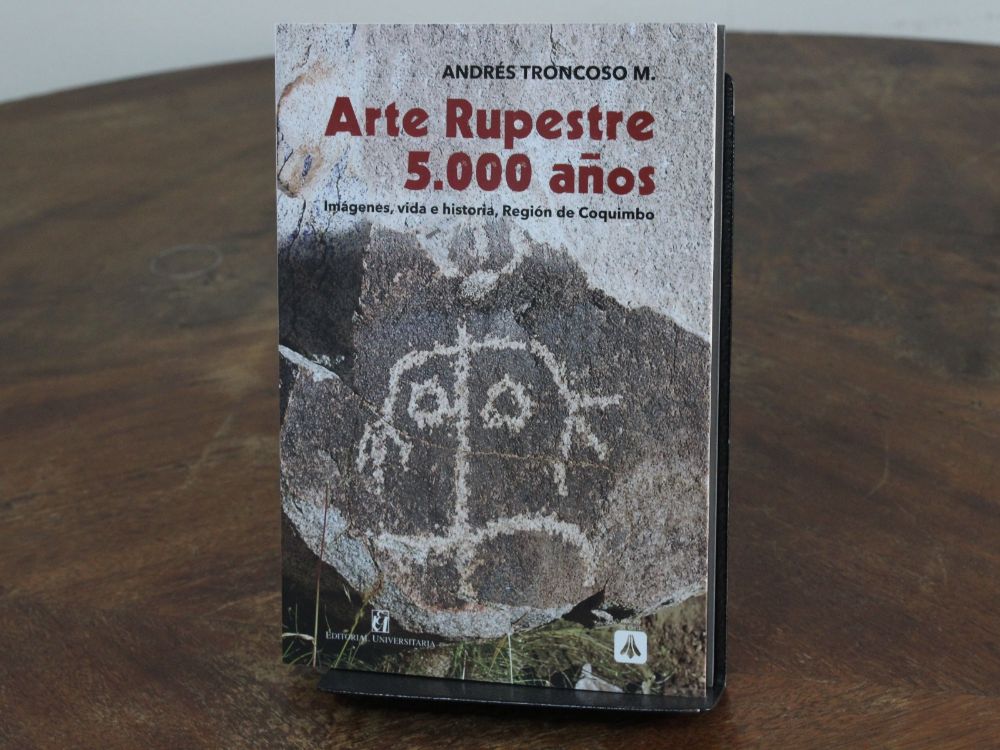 ANDRÉS TRONCOSO M.
Arte Rupestre
5.000 años
Imágenes, vida e historia, Región de Coquimbo
EDITORIAL UNIVERSITARIA